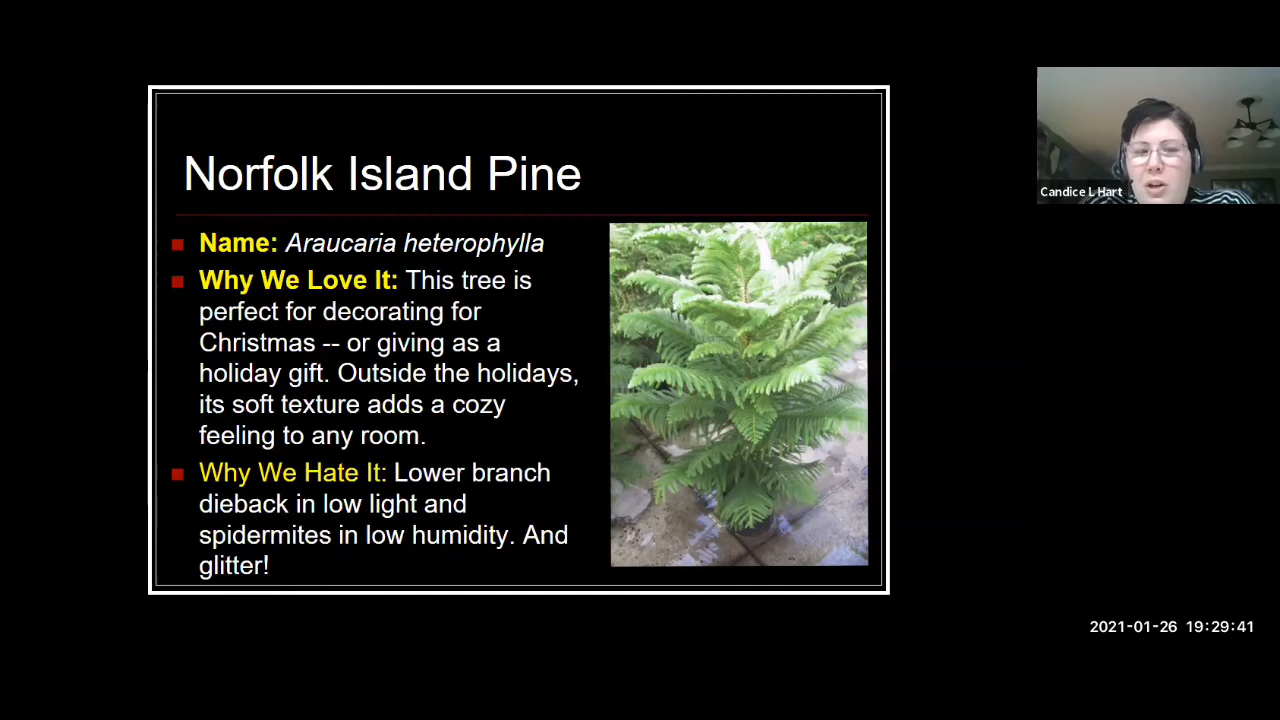 Norfolk Island Pine
Name: Araucaria heterophylla
Why We Love It: This tree is
perfect for decorating for
Christmas -- or giving as a
holiday gift. Outside the holidays,
its soft texture adds a cozy
feeling to any room.
Why We Hate It: Lower branch
dieback in low light and
spidermites in low humidity. And
glitter!
Candice L Hart
2021-01-26 19:29:41